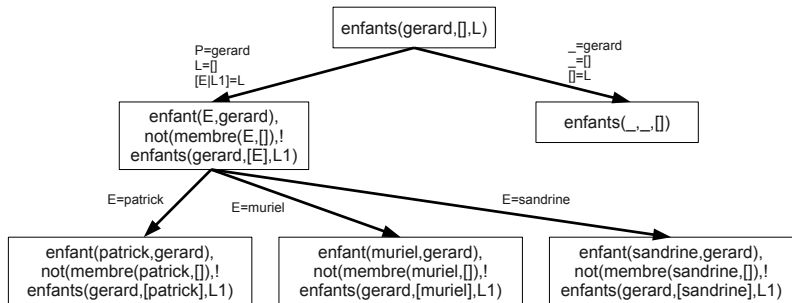 enfants(gerard,[],L)
P=gerard
L=[]
[E|L1]=L
_=gerard
_=[]
[]=L
enfant(E,gerard),
not(membre(E,[]),!
enfants(gerard,[E],L1)
enfants(_,_,[])
E=patrick
E=muriel
E=sandrine
enfant(patrick,gerard),
not(membre(patrick,[]),!
enfants(gerard,[patrick],L1)
enfant(muriel,gerard),
not(membre(muriel,[]),!
enfants(gerard,[muriel],L1)
enfant(sandrine,gerard),
not(membre(sandrine,[]),!
enfants(gerard,[sandrine],L1)